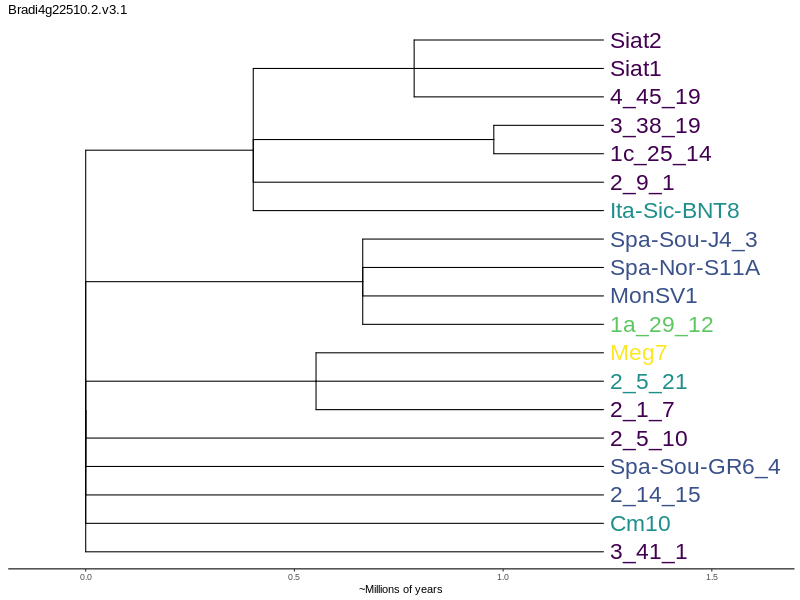 Bradi4g22510.2.v3.1
Siat2
Siat1
4_45_19
3_38_19
1c_25_14
2_9_1
Ita-Sic-BNT8
Spa-Sou-J4_3
Spa-Nor-S11A
MonSV1
1a_29_12
Meg7
2_5_21
2_1_7
2_5_10
Spa-Sou-GR6_4
2_14_15
Cm10
3_41_1
0.0 0.5 1.0 1.5
~Millions of years